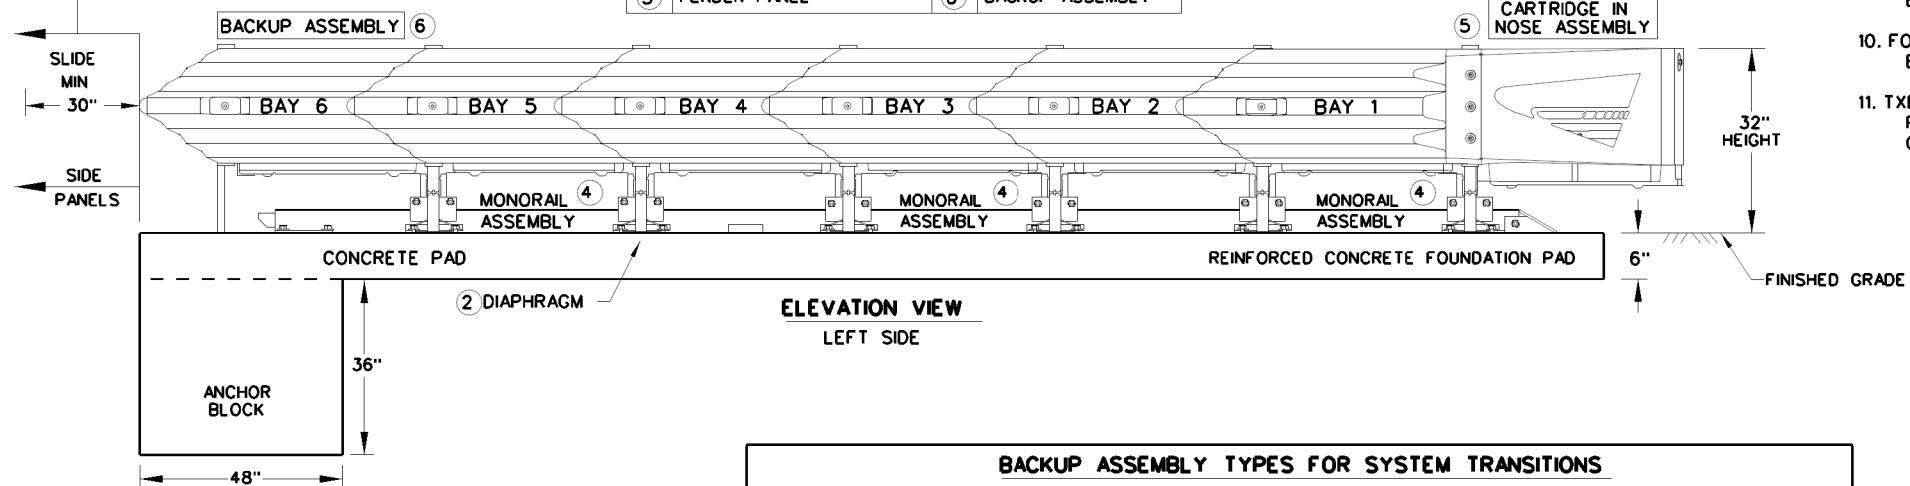 BACKUP ASSEMBLY 6
5
CARTRIDGE IN
NOSE ASSEMBLY
10. FO
11. TX
SLIDE
MIN
30"
BAY 6
BAY 5
BAY 4
BAY 3
BAY 2
BAY 1
32"
HEIGHT
SIDE
PANELS
MONORAIL 4
ASSEMBLY
MONORAIL 4
ASSEMBLY
MONORAIL 4
ASSEMBLY
CONCRETE PAD
REINFORCED CONCRETE FOUNDATION PAD
6"
FINISHED GRADE
2 DIAPHRAGM
ELEVATION VIEW
LEFT SIDE
36"
ANCHOR
BLOCK
48"
BACKUP ASSEMBLY TYPES FOR SYSTEM TRANSITIONS